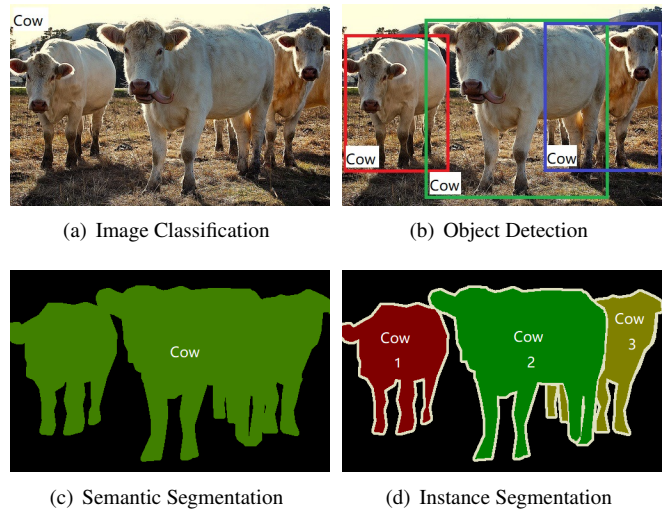 Cow
Cow
Cow
Cow
(a) Image Classification
(b) Object Detection
Cow
Cow
1
Cow
2
Cow
3
(c) Semantic Segmentation
(d) Instance Segmentation